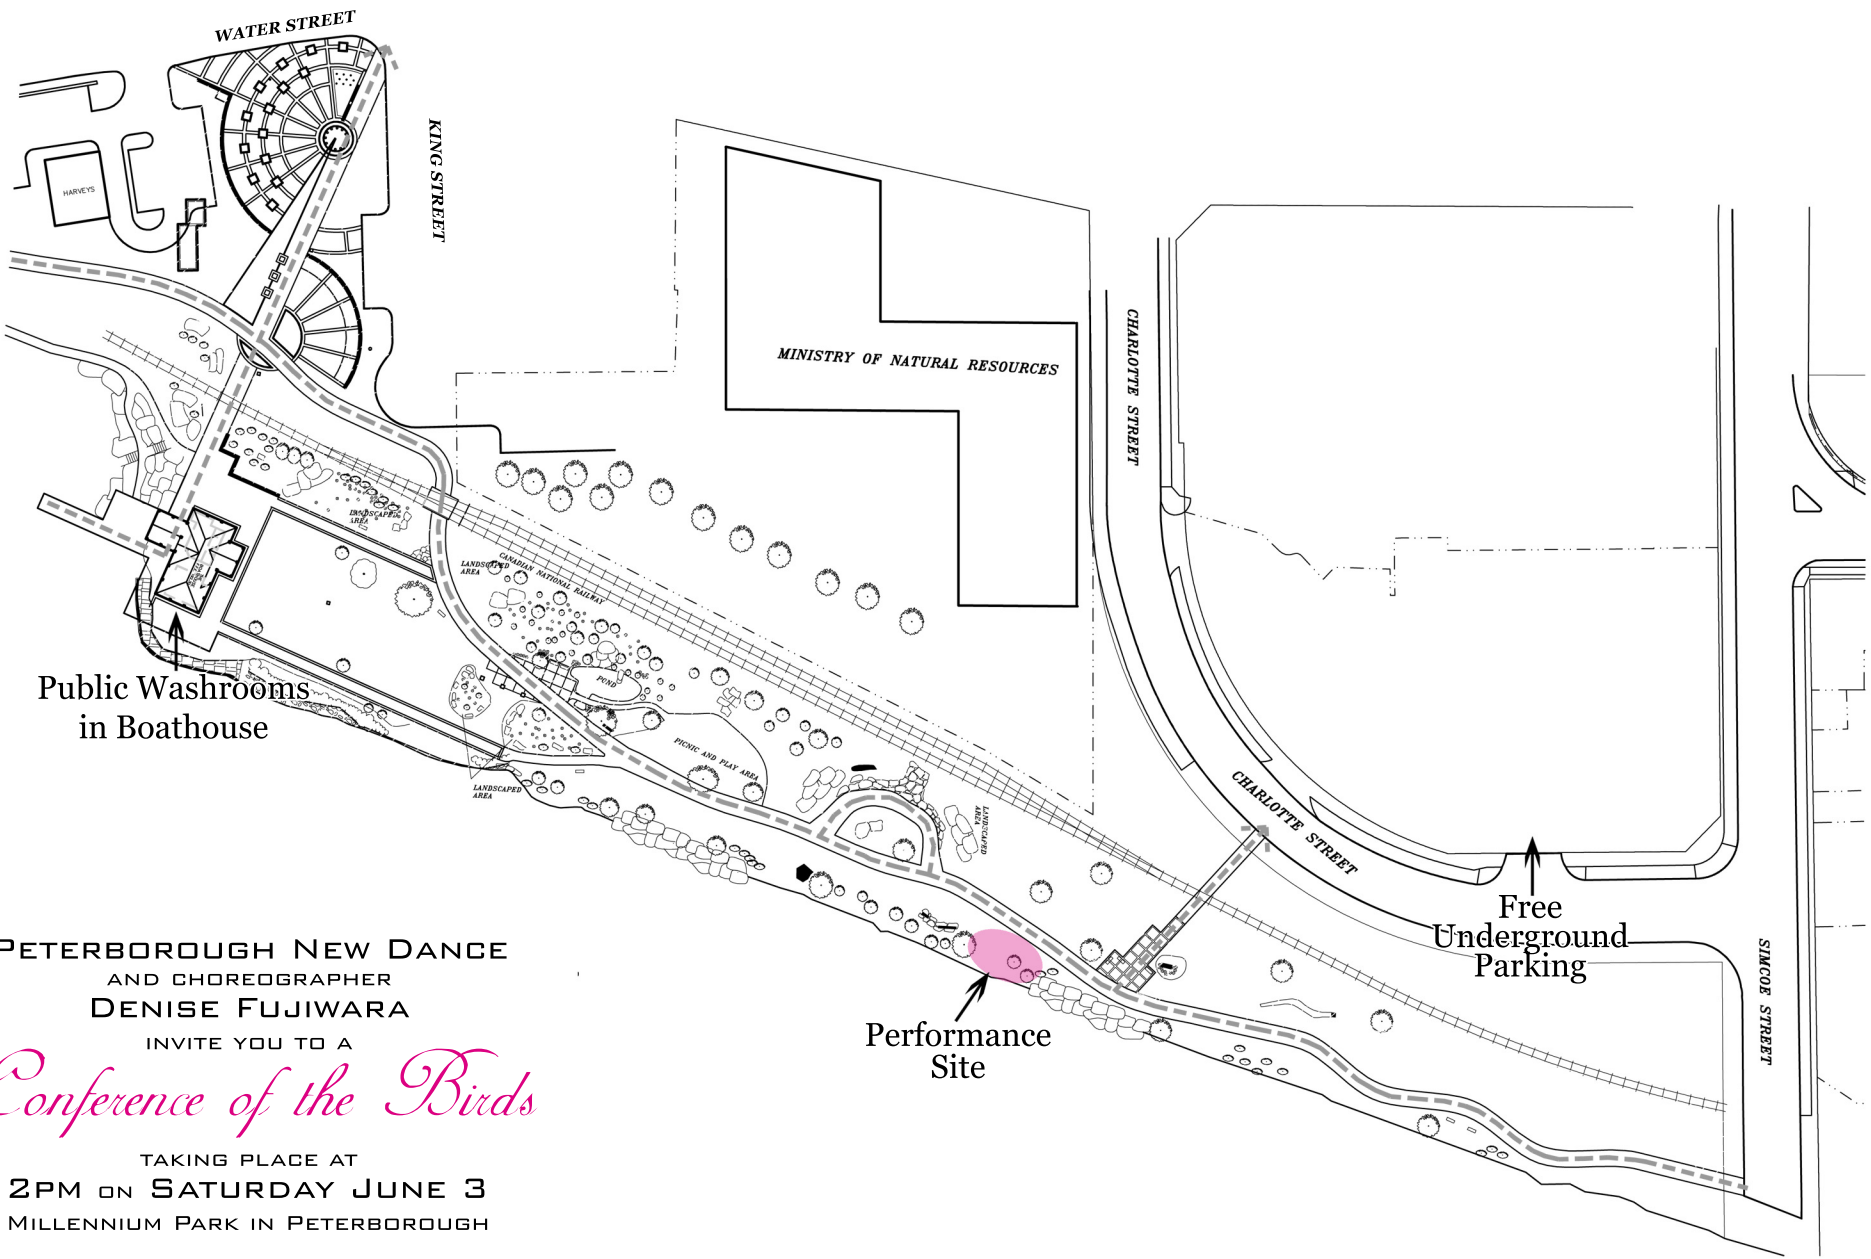 WATER STREET
KING STREET
HARVEYS
MINISTRY OF NATURAL RESOURCES
CHARLOTTE STREET
LANDSCAPED
AREA
LANDSCAPED
AREA
CANADIAN NATIONAL RAILWAY
POND
PICNIC AND PLAY AREA
LANDSCAPED
AREA
LANDSCAPED
AREA
CHARLOTTE STREET
SIMCOE STREET
Public Washrooms
in Boathouse
Free
Underground
Parking
Performance
Site
PETERBOROUGH NEW DANCE
AND CHOREOGRAPHER
DENISE FUJIWARA
INVITE YOU TO A
Conference of the Birds
TAKING PLACE AT
2PM ON SATURDAY JUNE 3
MILLENNIUM PARK IN PETERBOROUGH